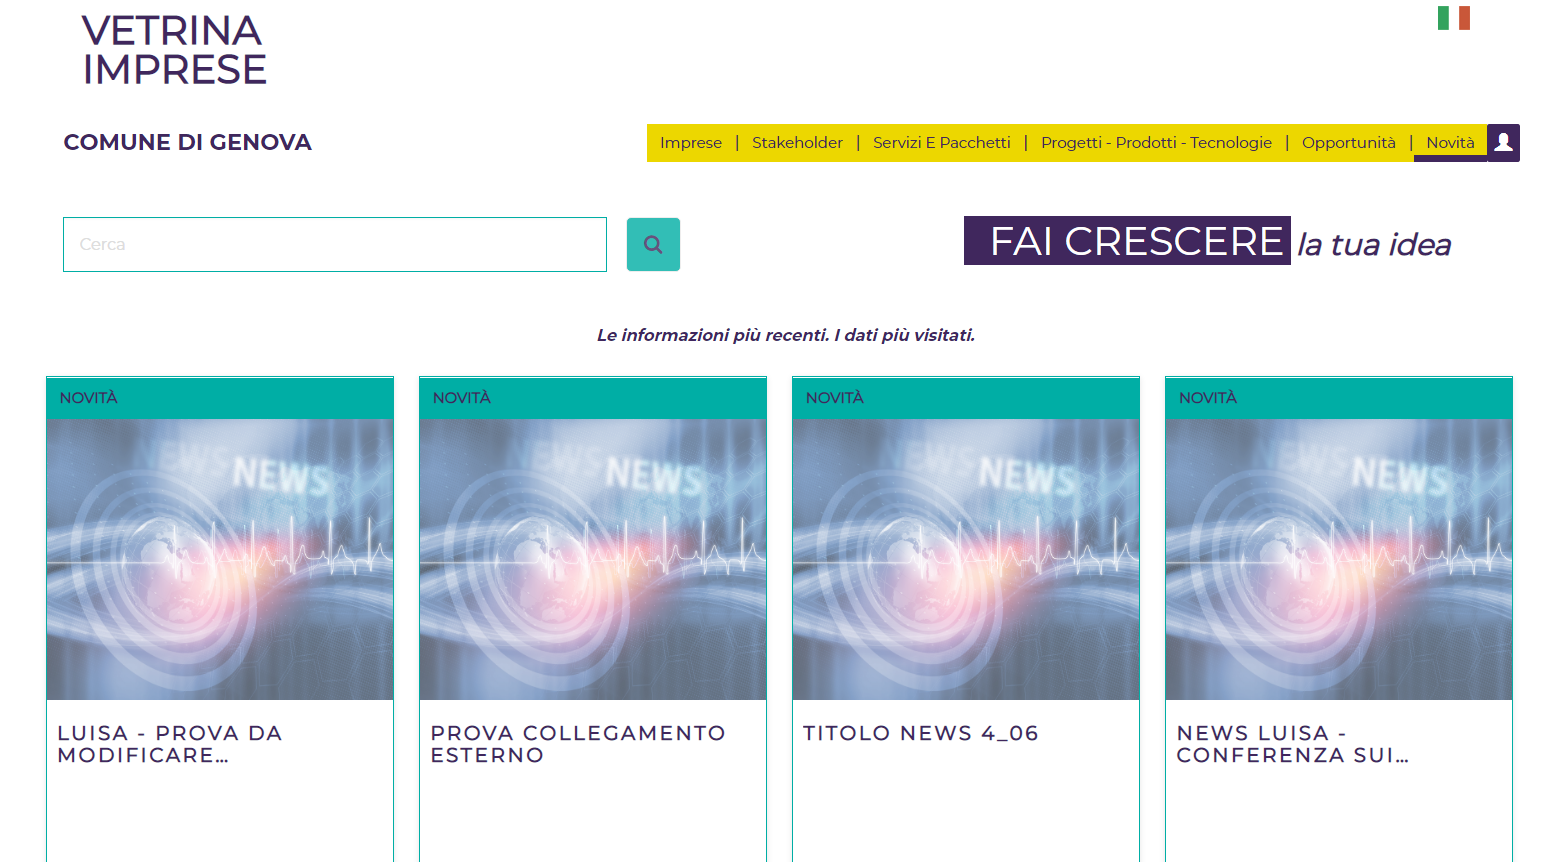 VETRINA
IMPRESE
COMUNE DI GENOVA
Imprese | Stakeholder | Servizi E Pacchetti | Progetti - Prodotti - Tecnologie | Opportunità | Novità
Cerca
FAI CRESCERE la tua idea
Le informazioni più recenti. I dati più visitati.
NOVITÀ
NEWS NEWS
LUISA - PROVA DA
MODIFICARE...
NOVITÀ
NEWS NEWS
PROVA COLLEGAMENTO
ESTERNO
NOVITÀ
NEWS NEWS
TITOLO NEWS 4_06
NOVITÀ
NEWS NEWS
NEWS LUISA -
CONFERENZA SUI...